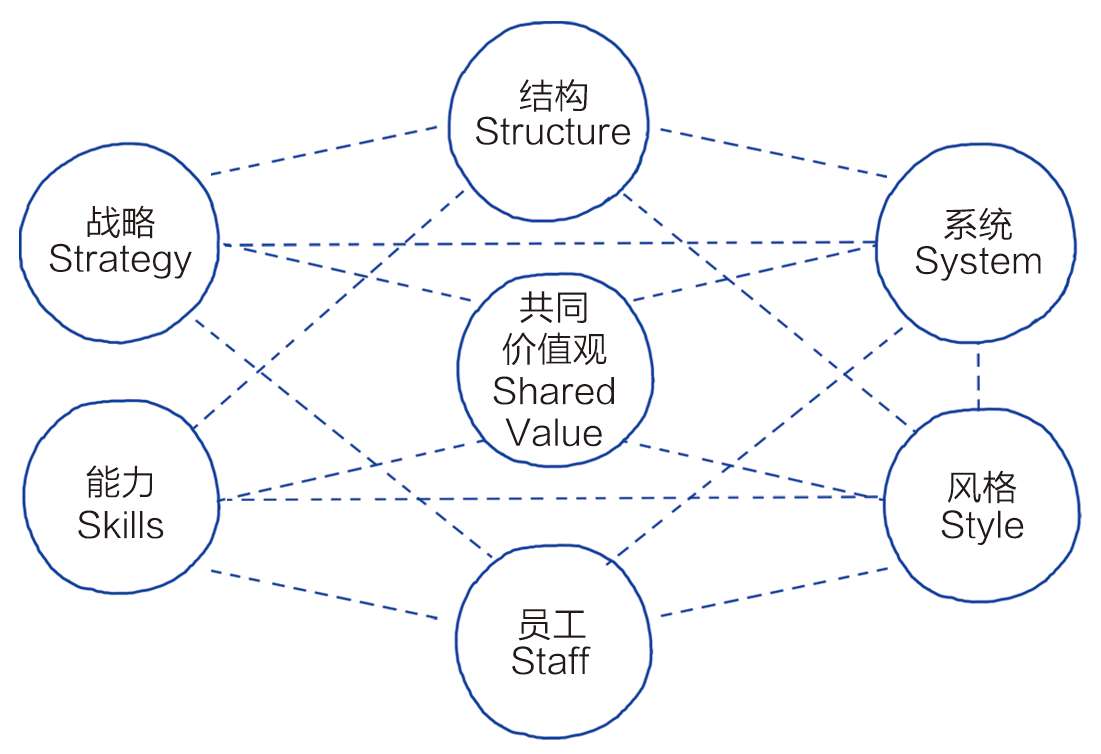 结构
Structure
战略
Strategy
系统
System
共同
价值观
Shared
Value
能力
Skills
风格
Style
员工
Staff